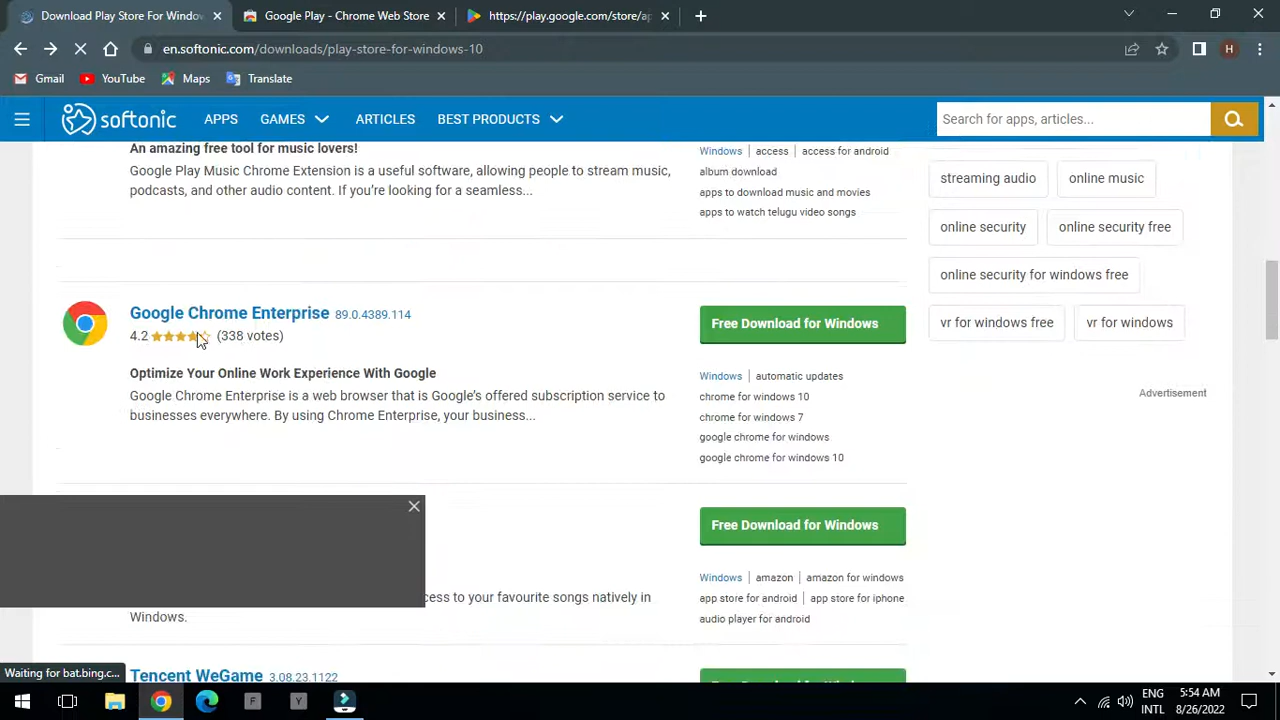 Download Play Store For Window
Google Play - Chrome Web Store
https://play.google.com/store/ap
en.softonic.com/downloads/play-store-for-windows-10
H
Gmail
YouTube
Maps
Translate
softonic
APPS
GAMES
ARTICLES
BEST PRODUCTS
Search for apps, articles...
An amazing free tool for music lovers!
Google Play Music Chrome Extension is a useful software, allowing people to stream music,
podcasts, and other audio content. If you're looking for a seamless...
Windows | access | access for android
album download
apps to download music and movies
apps to watch telugu video songs
streaming audio
online music
online security
online security free
online security for windows free
vr for windows free
vr for windows
Google Chrome Enterprise 89.0.4389.114
4.2 (338 votes)
Free Download for Windows
Optimize Your Online Work Experience With Google
Google Chrome Enterprise is a web browser that is Google's offered subscription service to
businesses everywhere. By using Chrome Enterprise, your business...
Windows | automatic updates
chrome for windows 10
chrome for windows 7
google chrome for windows
google chrome for windows 10
Advertisement
Free Download for Windows
Windows | amazon | amazon for windows
app store for android | app store for iphone
audio player for android
cess to your favourite songs natively in
Windows.
Tencent WeGame 3.08.23.1122
Free Download for Windows
Waiting for bat.bing.c...
F
Y
ENG
INTL
5:54 AM
8/26/2022